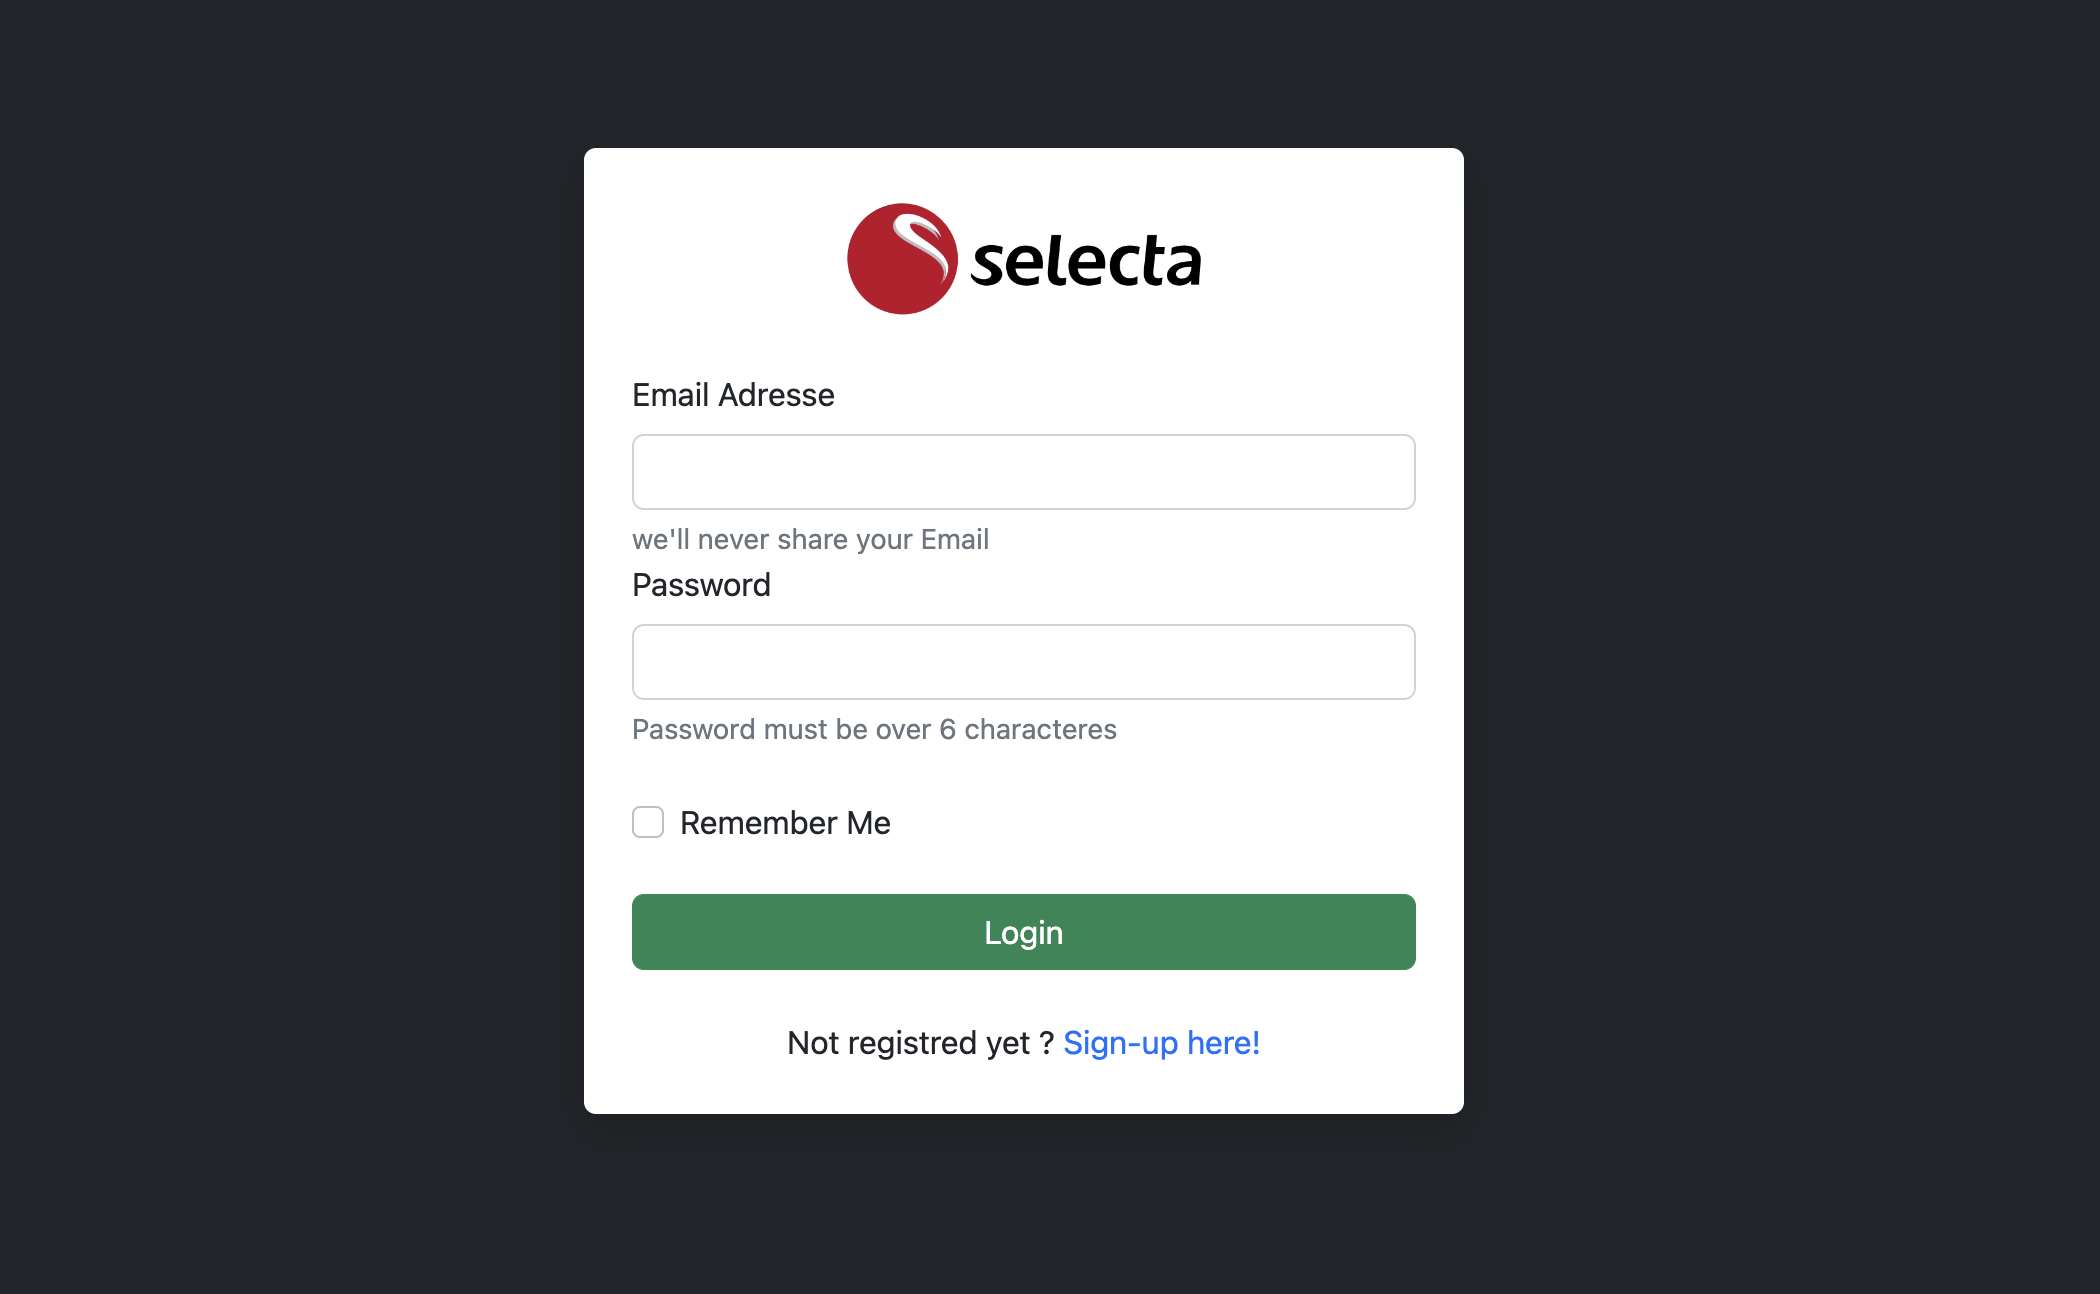 selecta
Email Adresse
we'll never share your Email
Password
Password must be over 6 characteres
Remember Me
Login
Not registred yet ? Sign-up here!